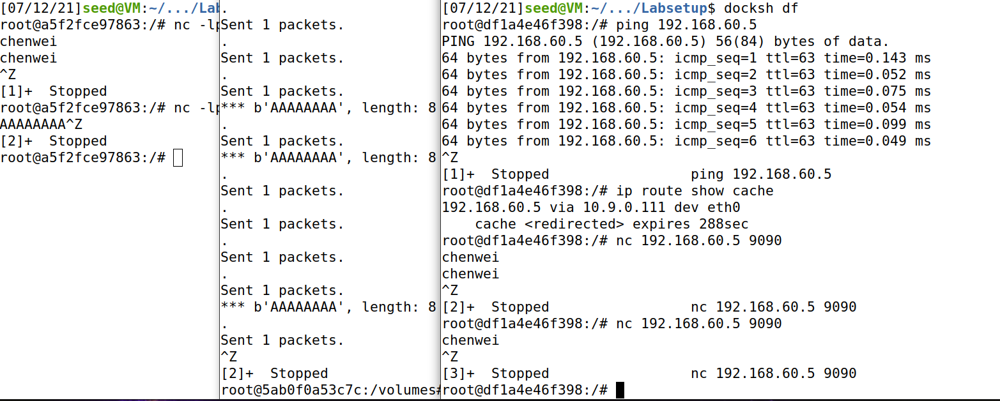 [07/12/21]seed@VM:~/.../Lab
root@a5f2fce97863:/# nc -lp
chenwei
chenwei
^Z
[1]+  Stopped
root@a5f2fce97863:/# nc -lp
AAAAAAAA^Z
[2]+  Stopped
root@a5f2fce97863:/#
.
Sent 1 packets.
.
Sent 1 packets.
.
Sent 1 packets.
*** b'AAAAAAAA', length: 8
.
Sent 1 packets.
*** b'AAAAAAAA', length: 8
.
Sent 1 packets.
.
Sent 1 packets.
.
Sent 1 packets.
.
Sent 1 packets.
*** b'AAAAAAAA', length: 8
.
Sent 1 packets.
^Z
[2]+  Stopped
root@5ab0f0a53c7c:/volumes#
[07/12/21]seed@VM:~/.../Labsetup$ docksh df
root@df1a4e46f398:/# ping 192.168.60.5
PING 192.168.60.5 (192.168.60.5) 56(84) bytes of data.
64 bytes from 192.168.60.5: icmp_seq=1 ttl=63 time=0.143 ms
64 bytes from 192.168.60.5: icmp_seq=2 ttl=63 time=0.052 ms
64 bytes from 192.168.60.5: icmp_seq=3 ttl=63 time=0.075 ms
64 bytes from 192.168.60.5: icmp_seq=4 ttl=63 time=0.054 ms
64 bytes from 192.168.60.5: icmp_seq=5 ttl=63 time=0.099 ms
64 bytes from 192.168.60.5: icmp_seq=6 ttl=63 time=0.049 ms
^Z
[1]+  Stopped                 ping 192.168.60.5
root@df1a4e46f398:/# ip route show cache
192.168.60.5 via 10.9.0.111 dev eth0
    cache <redirected> expires 288sec
root@df1a4e46f398:/# nc 192.168.60.5 9090
chenwei
chenwei
^Z
[2]+  Stopped                 nc 192.168.60.5 9090
root@df1a4e46f398:/# nc 192.168.60.5 9090
chenwei
^Z
[3]+  Stopped                 nc 192.168.60.5 9090
root@df1a4e46f398:/#